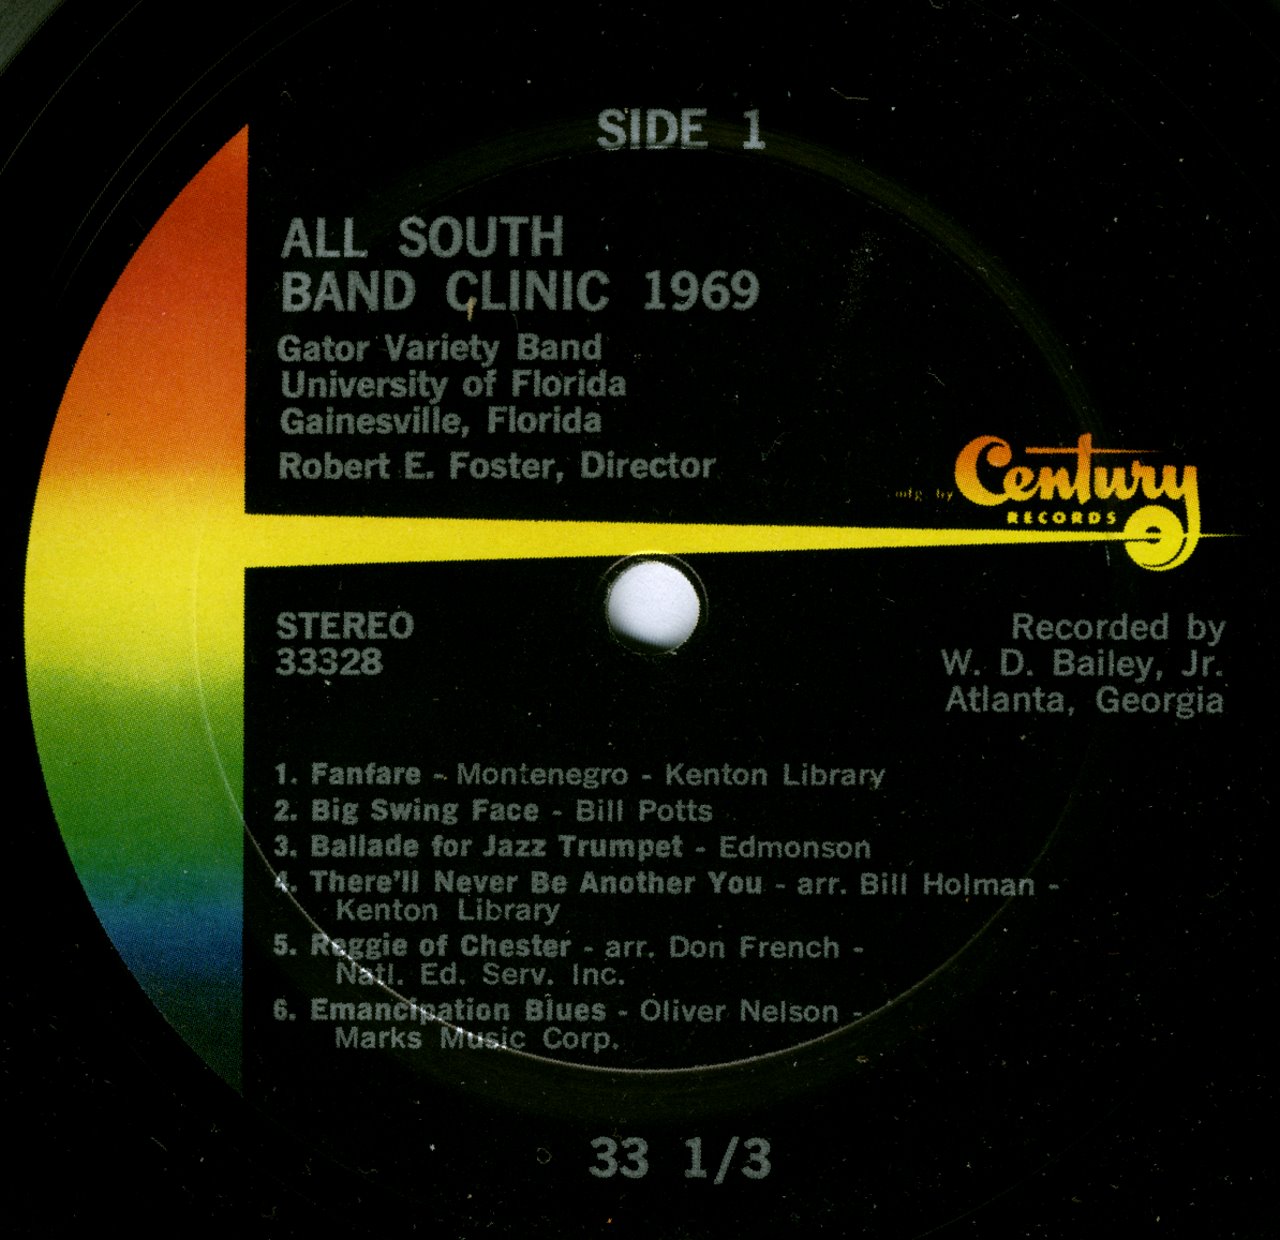 SIDE 1
ALL SOUTH
BAND CLINIC 1969
Gator Variety Band
University of Florida
Gainesville, Florida
Robert E. Foster, Director
mfg. by Century
RECORDS
STEREO
33328
Recorded by
W. D. Bailey, Jr.
Atlanta, Georgia
1. Fanfare - Montenegro - Kenton Library
2. Big Swing Face - Bill Potts
3. Ballade for Jazz Trumpet - Edmonson
4. There'll Never Be Another You - arr. Bill Holman -
Kenton Library
5. Reggie of Chester - arr. Don French -
Natl. Ed. Serv. Inc.
6. Emancipation Blues - Oliver Nelson -
Marks Music Corp.
33 1/3